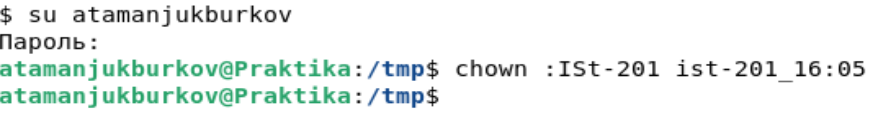 $ su atamanjukburkov
Пароль:
atamanjukburkov@Praktika:/tmp$ chown :ISt-201 ist-201_16:05
atamanjukburkov@Praktika:/tmp$